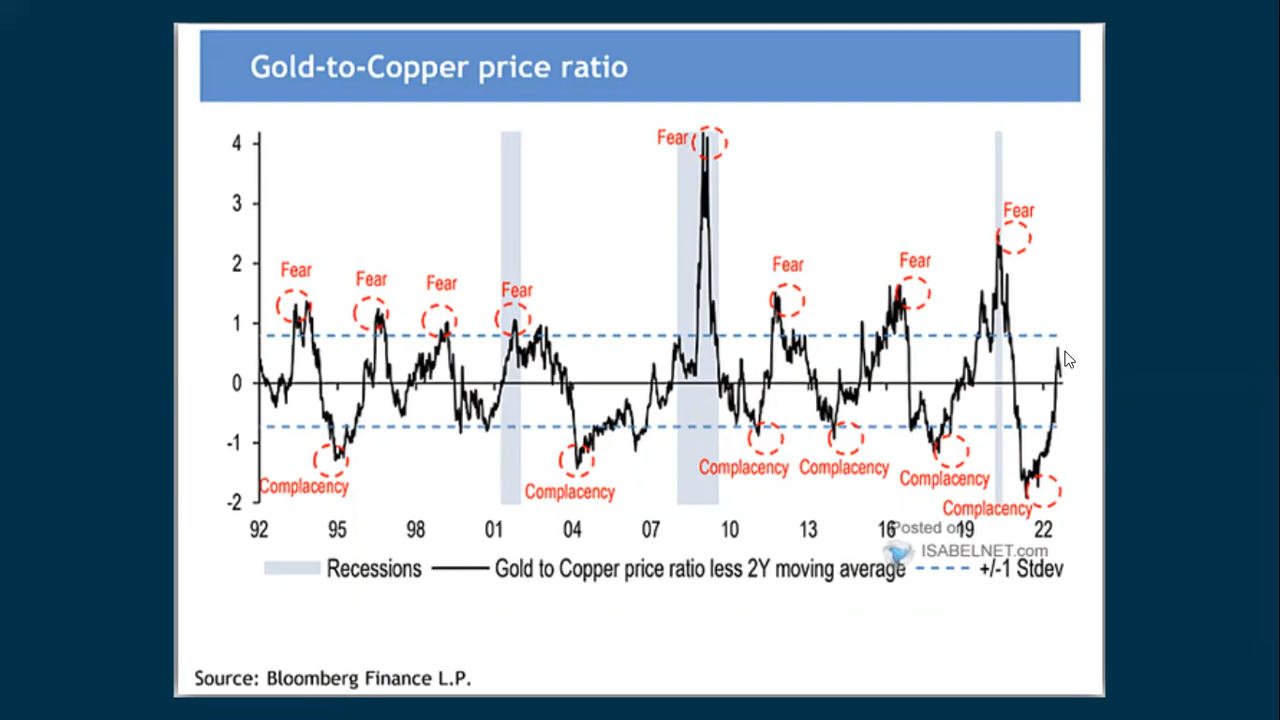 Gold-to-Copper price ratio
4
3
2
1
0
-1
-2
Fear
Fear
Fear
Fear
Fear
Fear
Fear
Fear
Complacency
Complacency
Complacency
Complacency
Complacency
Complacency
92 95 98 01 04 07 10 13 16 19 22
Posted on
ISABELNET.com
Recessions Gold to Copper price ratio less 2Y moving average +/-1 Stdev
Source: Bloomberg Finance L.P.